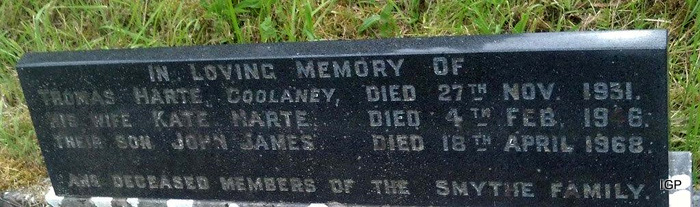 IN LOVING MEMORY OF
THOMAS HARTE, COOLANEY, DIED 27TH NOV. 1931.
HIS WIFE KATE HARTE DIED 4TH FEB. 1946.
THEIR SON JOHN JAMES DIED 18TH APRIL 1968.
AND DECEASED MEMBERS OF THE SMYTHE FAMILY.
IGP